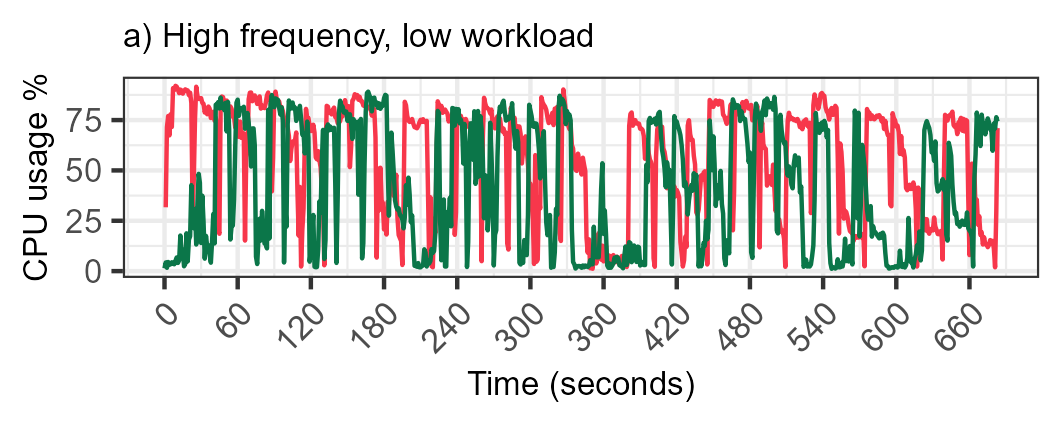 a) High frequency, low workload
CPU usage %
75
50
25
0
0 60 120 180 240 300 360 420 480 540 600 660
Time (seconds)